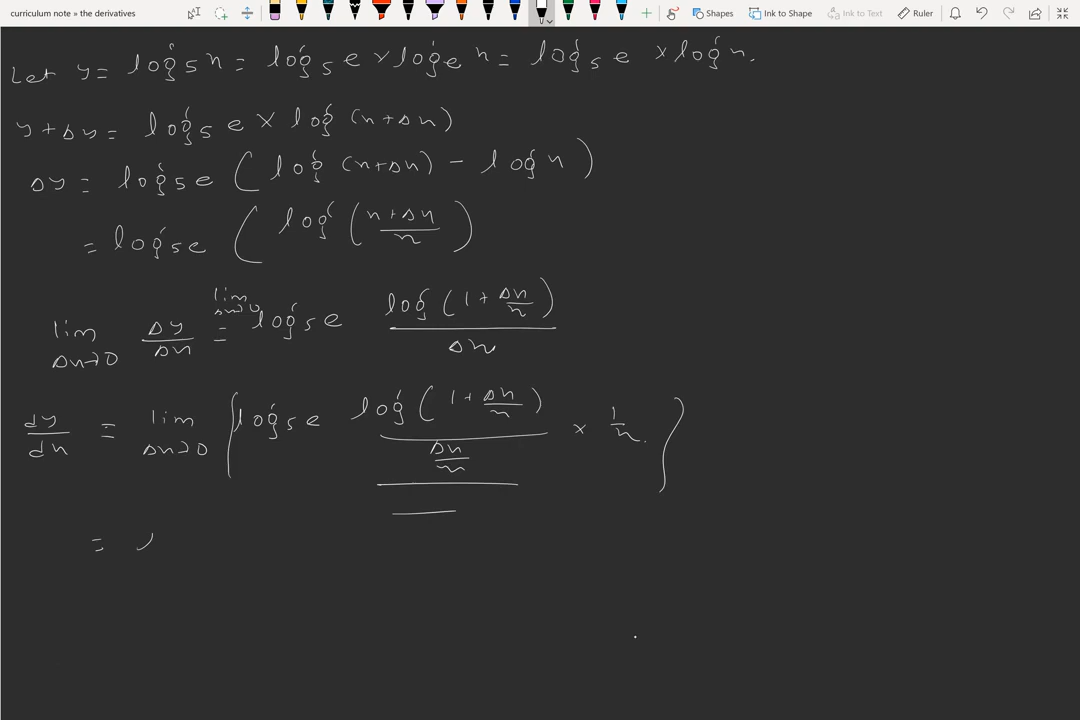 curriculum note » the derivatives
Shapes Ink to Shape Ink to Text Ruler
Let y = log₅ x = log₅ e × logₑ x = log₅ e × log x.
y + Δy = log₅ e × log (x+Δx)
Δy = log₅ e ( log (x+Δx) - log x )
= log₅ e ( log ( (x+Δx)/x )
lim Δx→0 Δy/Δx = lim Δx→0 log₅ e log (1 + Δx/x) / Δx
dy/dx = lim Δx→0 { log₅ e log (1 + Δx/x) / (Δx/x) × 1/x. }
=